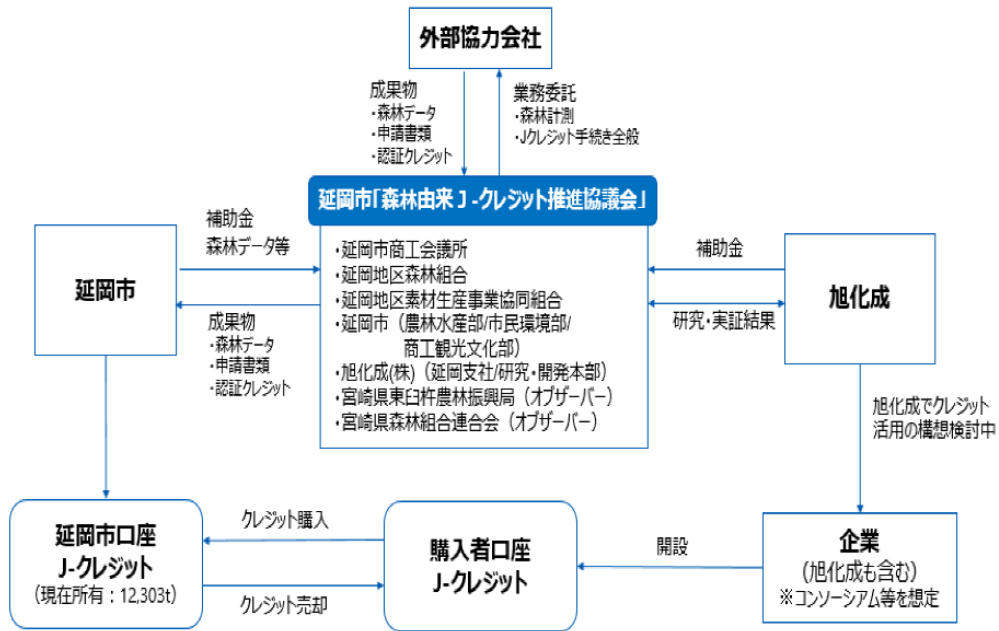 外部協力会社
成果物
・森林データ
・申請書類
・認証クレジット
業務委託
・森林計測
・Jクレジット手続き全般
延岡市「森林由来J-クレジット推進協議会」
補助金
森林データ等
延岡市
成果物
・森林データ
・申請書類
・認証クレジット
・延岡市商工会議所
・延岡地区森林組合
・延岡地区素材生産事業協同組合
・延岡市（農林水産部/市民環境部/
商工観光文化部）
・旭化成(株)（延岡支社/研究・開発本部）
・宮崎県東臼杵農林振興局（オブザーバー）
・宮崎県森林組合連合会（オブザーバー）
補助金
研究・実証結果
旭化成
旭化成でクレジット
活用の構想検討中
延岡市口座
J-クレジット
（現在所有：12,303t）
クレジット購入
クレジット売却
購入者口座
J-クレジット
開設
企業
(旭化成も含む)
※コンソーシアム等を想定